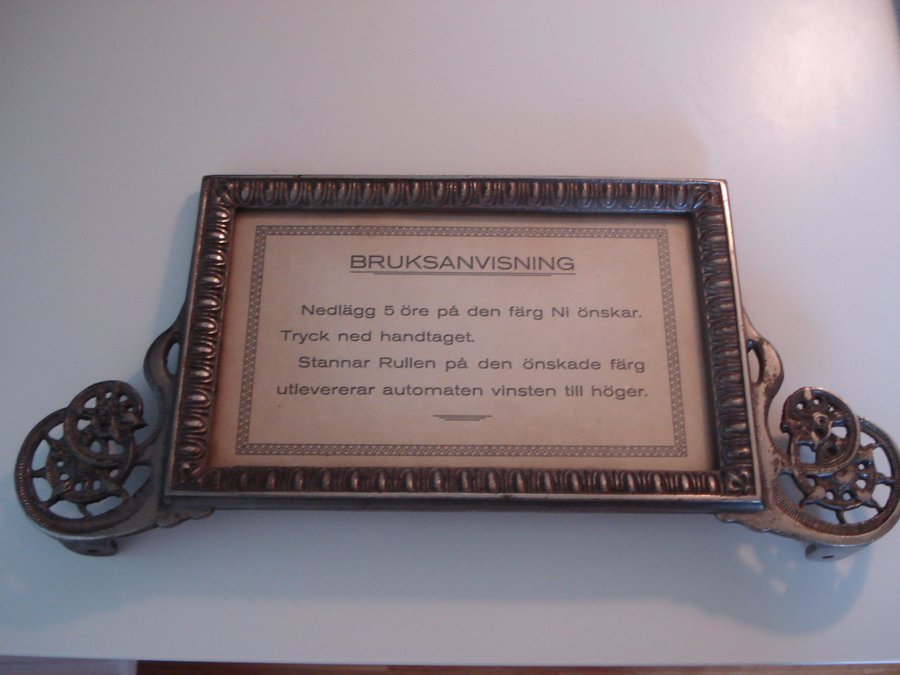 BRUKSANVISNING
Nedlägg 5 öre på den färg Ni önskar.
Tryck ned handtaget.
Stannar Rullen på den önskade färg
utlevererar automaten vinsten till höger.